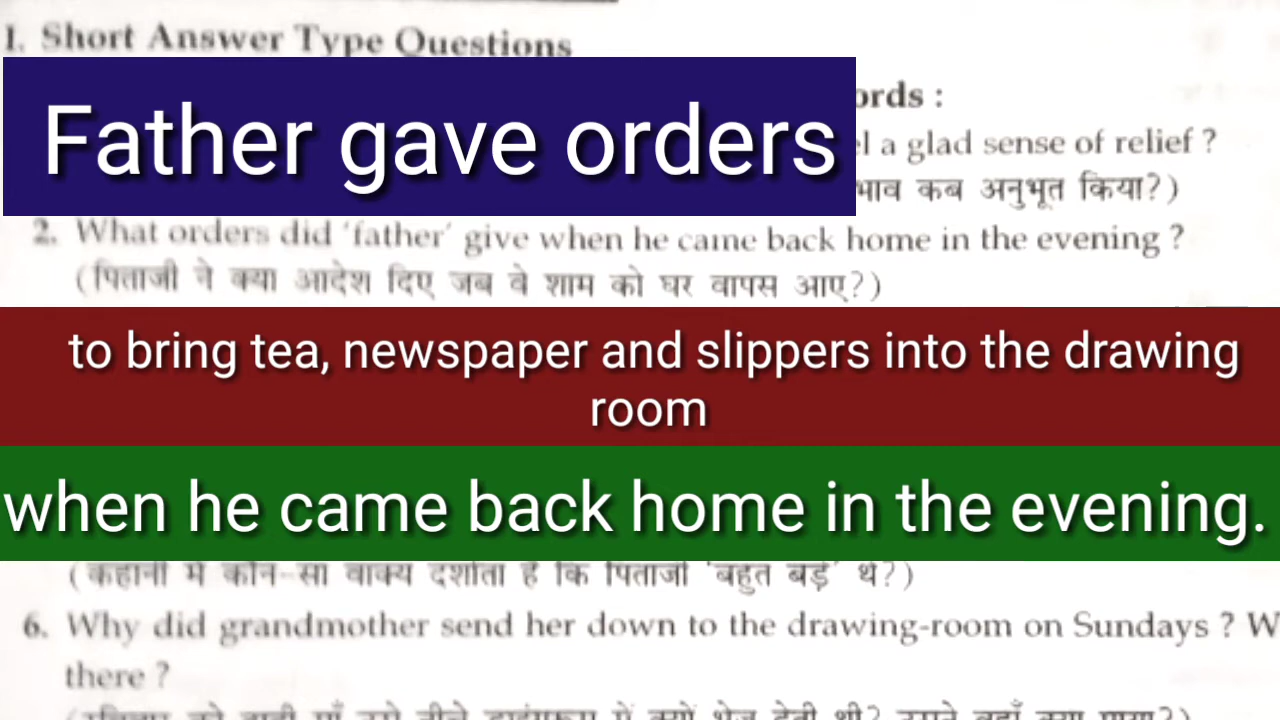 I. Short Answer Type Questions
Father gave orders
ords :
l a glad sense of relief ?
भाव कब अनुभूत किया?)
2. What orders did 'father' give when he came back home in the evening ?
(पिताजी ने क्या आदेश दिए जब वे शाम को घर वापस आए?)
to bring tea, newspaper and slippers into the drawing
room
when he came back home in the evening.
(कहानी में कौन-सा वाक्य दर्शाता है कि पिताजी 'बहुत बड़े' थे?)
6. Why did grandmother send her down to the drawing-room on Sundays ? W
there ?